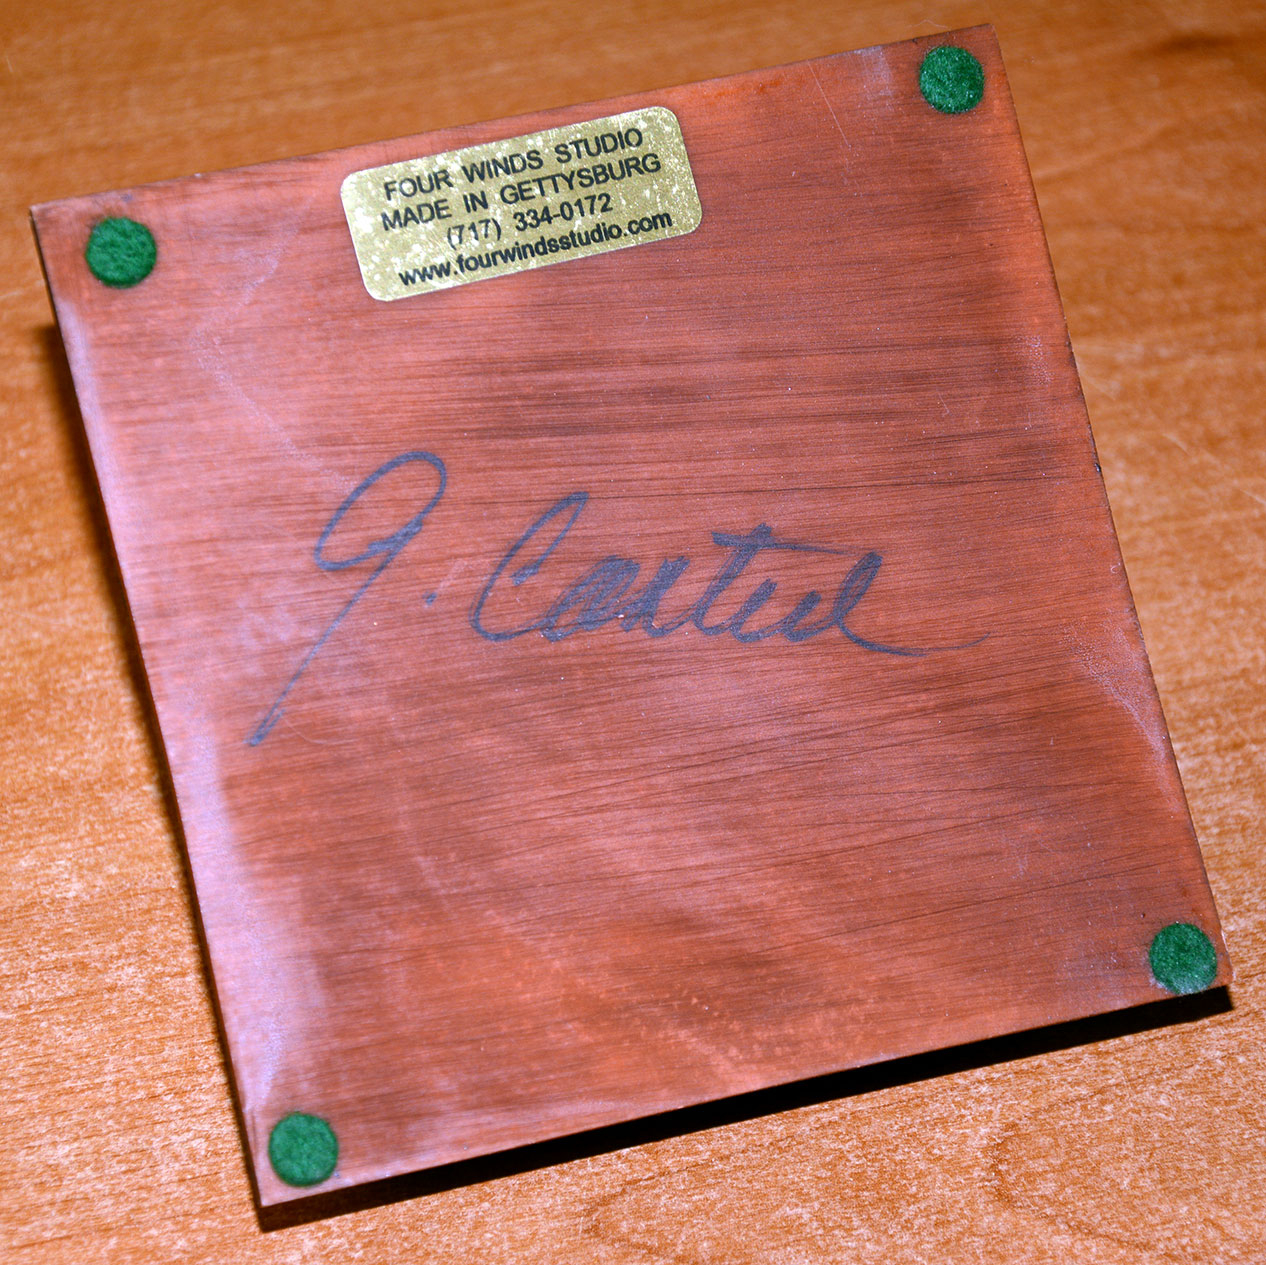 FOUR WINDS STUDIO
MADE IN GETTYSBURG
(717) 334-0172
www.fourwindsstudio.com